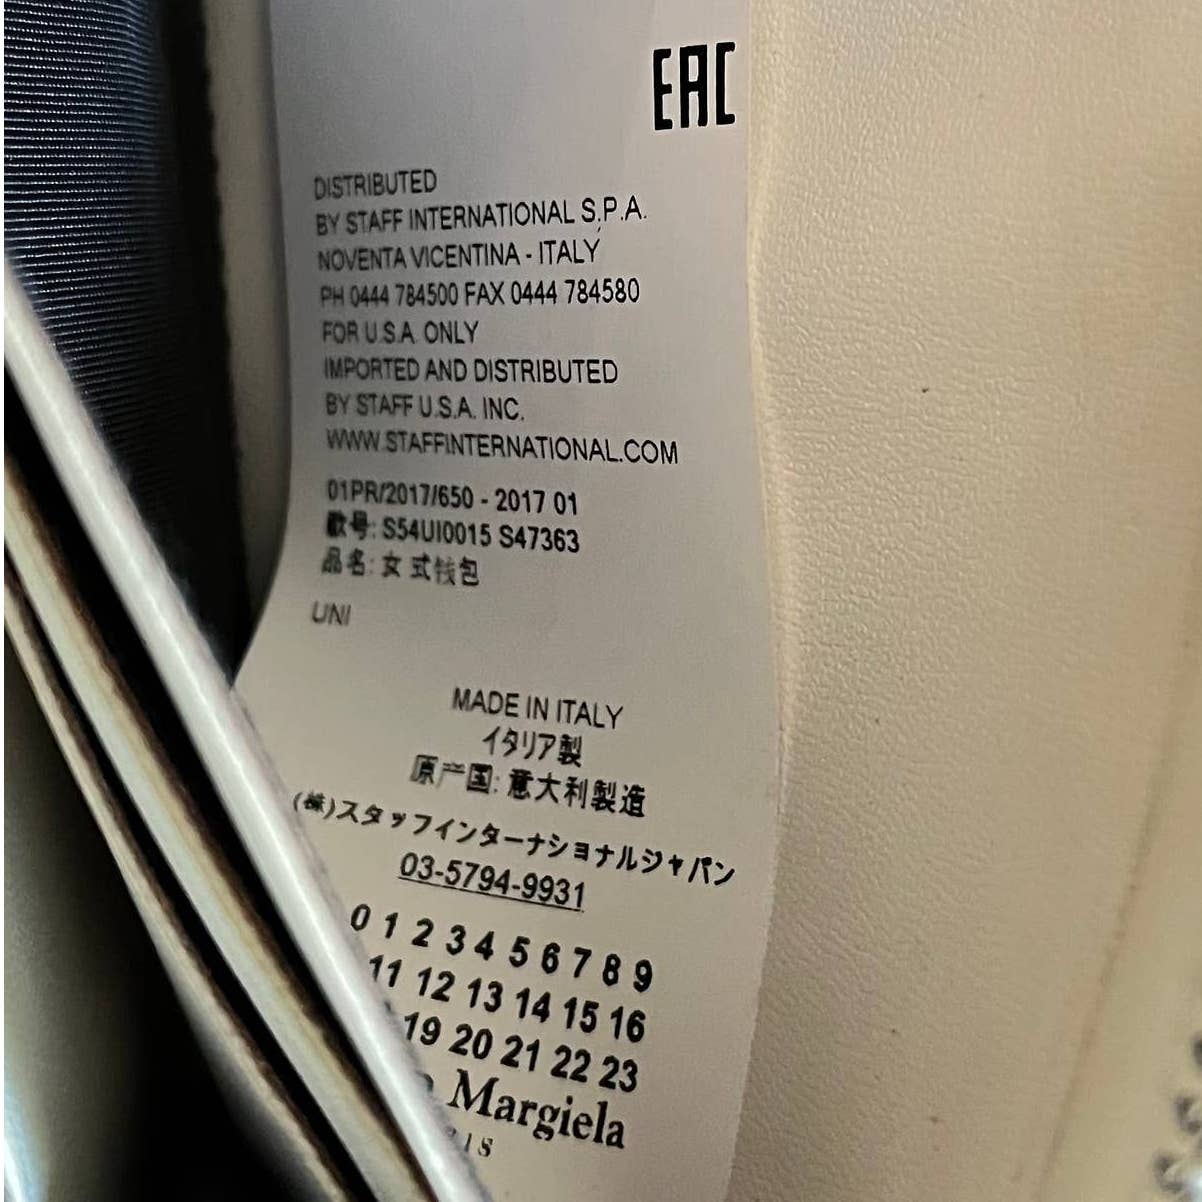 EAC
DISTRIBUTED
BY STAFF INTERNATIONAL S.P.A.
NOVENTA VICENTINA - ITALY
PH 0444 784500 FAX 0444 784580
FOR U.S.A. ONLY
IMPORTED AND DISTRIBUTED
BY STAFF U.S.A. INC.
WWW.STAFFINTERNATIONAL.COM
01PR/2017/650 - 2017 01
款号: S54UI0015 S47363
品名: 女式钱包
UNI
MADE IN ITALY
イタリア製
原产国: 意大利製造
(株)スタッフインターナショナルジャパン
03-5794-9931
0 1 2 3 4 5 6 7 8 9
11 12 13 14 15 16
19 20 21 22 23
Margiela